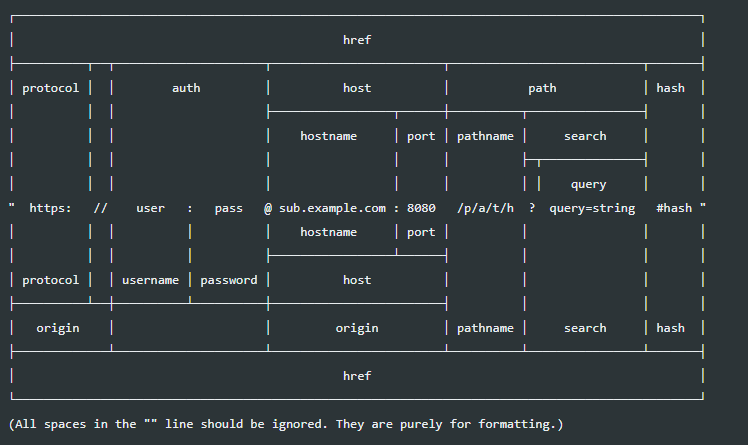 href
protocol auth host path hash
hostname port pathname search
query
" https: // user : pass @ sub.example.com : 8080 /p/a/t/h ? query=string #hash "
hostname port
protocol username password host
origin origin pathname search hash
href
(All spaces in the "" line should be ignored. They are purely for formatting.)